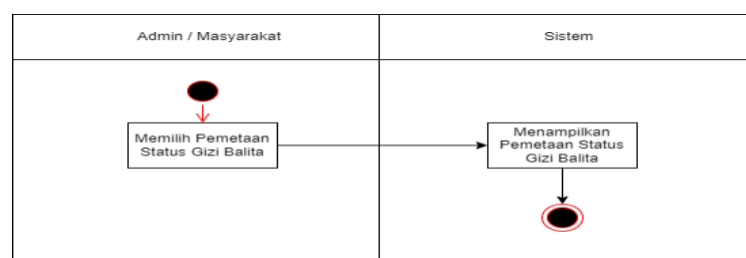 Admin / Masyarakat
Sistem
Memilih Pemetaan
Status Gizi Balita
Menampilkan
Pemetaan Status
Gizi Balita